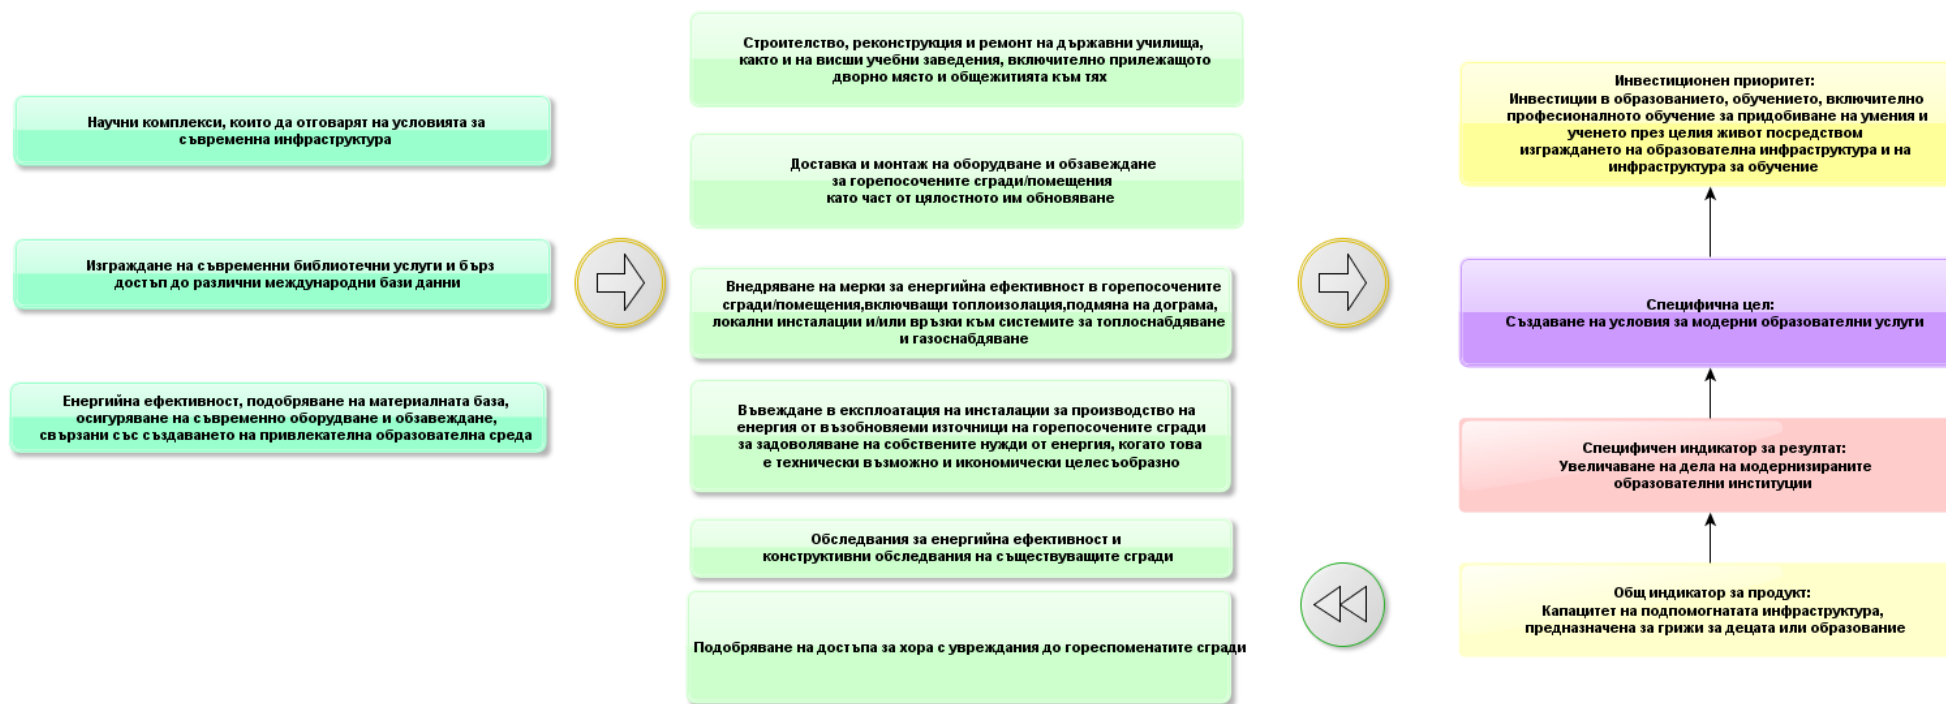 Научни комплекси, които да отговарят на условията за
съвременна инфраструктура
Изграждане на съвременни библиотечни услуги и бърз
достъп до различни международни бази данни
Енергийна ефективност, подобряване на материалната база,
осигуряване на съвременно оборудване и обзавеждане,
свързани със създаването на привлекателна образователна среда
Строителство, реконструкция и ремонт на държавни училища,
както и на висши учебни заведения, включително прилежащото
дворно място и общежитията към тях
Доставка и монтаж на оборудване и обзавеждане
за горепосочените сгради/помещения
като част от цялостното им обновяване
Внедряване на мерки за енергийна ефективност в горепосочените
сгради/помещения,включващи топлоизолация,подмяна на дограма,
локални инсталации и/или връзки към системите за топлоснабдяване
и газоснабдяване
Въвеждане в експлоатация на инсталации за производство на
енергия от възобновяеми източници на горепосочените сгради
за задоволяване на собствените нужди от енергия, когато това
е технически възможно и икономически целесъобразно
Обследвания за енергийна ефективност и
конструктивни обследвания на съществуващите сгради
Подобряване на достъпа за хора с увреждания до гореспоменатите сгради
Инвестиционен приоритет:
Инвестиции в образованието, обучението, включително
професионалното обучение за придобиване на умения и
ученето през целия живот посредством
изграждането на образователна инфраструктура и на
инфраструктура за обучение
Специфична цел:
Създаване на условия за модерни образователни услуги
Специфичен индикатор за резултат:
Увеличаване на дела на модернизираните
образователни институции
Общ индикатор за продукт:
Капацитет на подпомогнатата инфраструктура,
предназначена за грижи за децата или образование